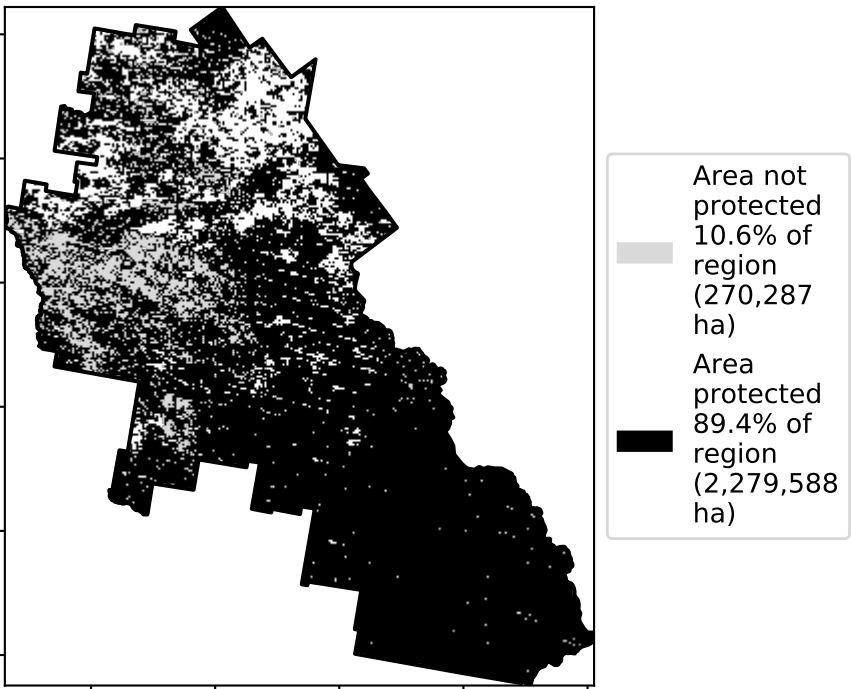 Area not
protected
10.6% of
region
(270,287
ha)
Area
protected
89.4% of
region
(2,279,588
ha)